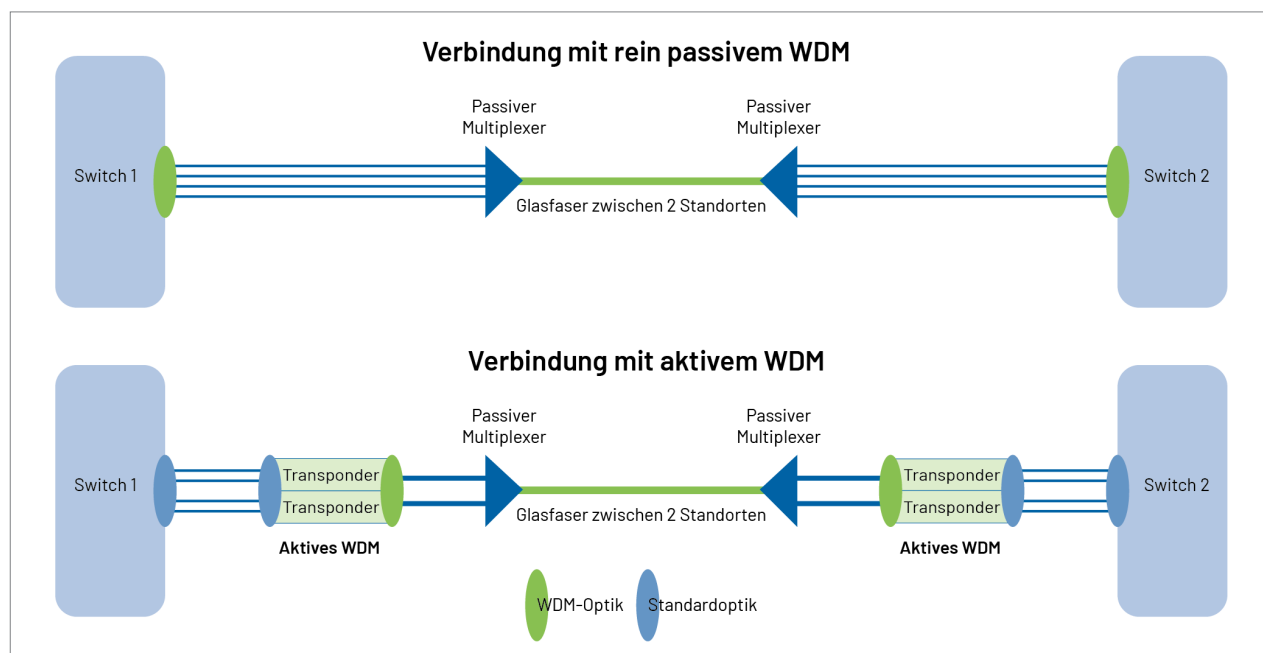 Verbindung mit rein passivem WDM
Passiver
Multiplexer
Passiver
Multiplexer
Switch 1
Switch 2
Glasfaser zwischen 2 Standorten
Verbindung mit aktivem WDM
Passiver
Multiplexer
Passiver
Multiplexer
Switch 1
Transponder
Transponder
Switch 2
Transponder
Transponder
Glasfaser zwischen 2 Standorten
Aktives WDM
Aktives WDM
WDM-Optik
Standardoptik